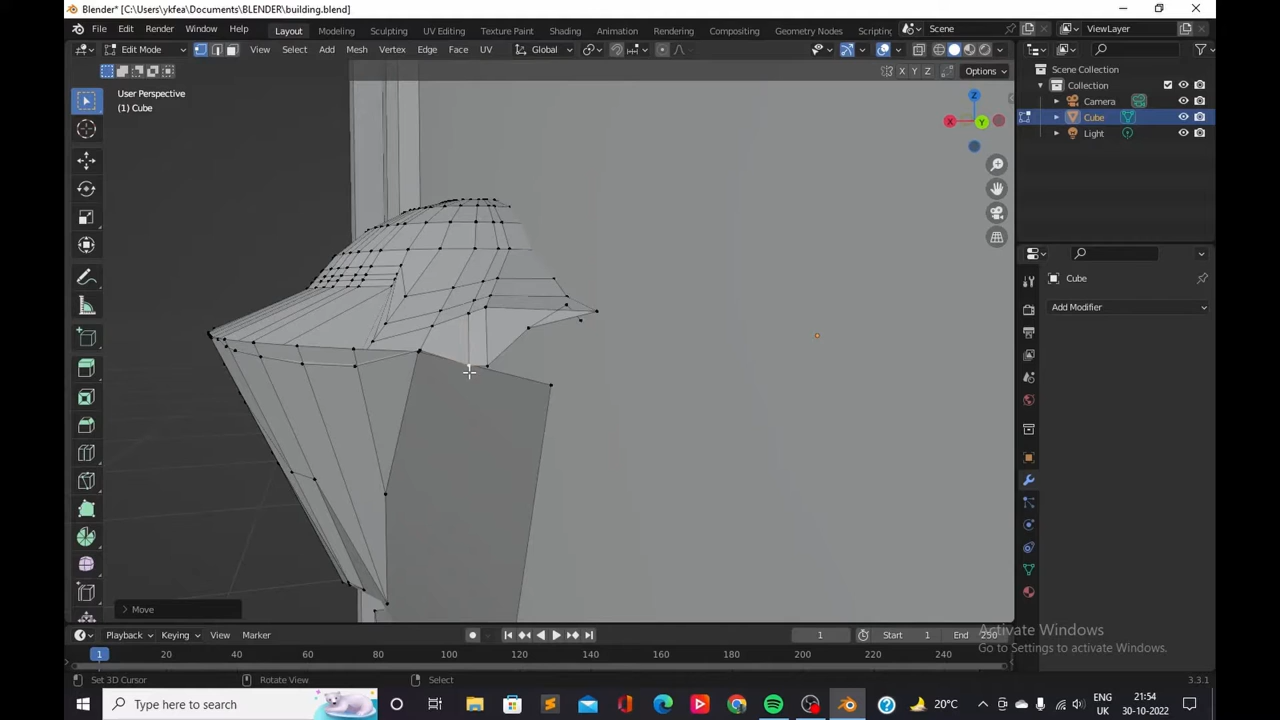 Blender* [C:\Users\ykfea\Documents\BLENDER\building.blend]
File Edit Render Window Help Layout Modeling Sculpting UV Editing Texture Paint Shading Animation Rendering Compositing Geometry Nodes Scripting Scene ViewLayer
Edit Mode View Select Add Mesh Vertex Edge Face UV Global
X Y Z Options
User Perspective
(1) Cube
Scene Collection
Collection
Camera
Cube
Light
Z
X Y
Cube
Add Modifier
Move
Playback Keying View Marker 1 Start 1 End 250
1 20 40 60 80 100 120 140 160 180 200 220 240
Activate Windows
Go to Settings to activate Windows.
Set 3D Cursor Rotate View Select 3.3.1
Type here to search
20°C
ENG
UK
21:54
30-10-2022